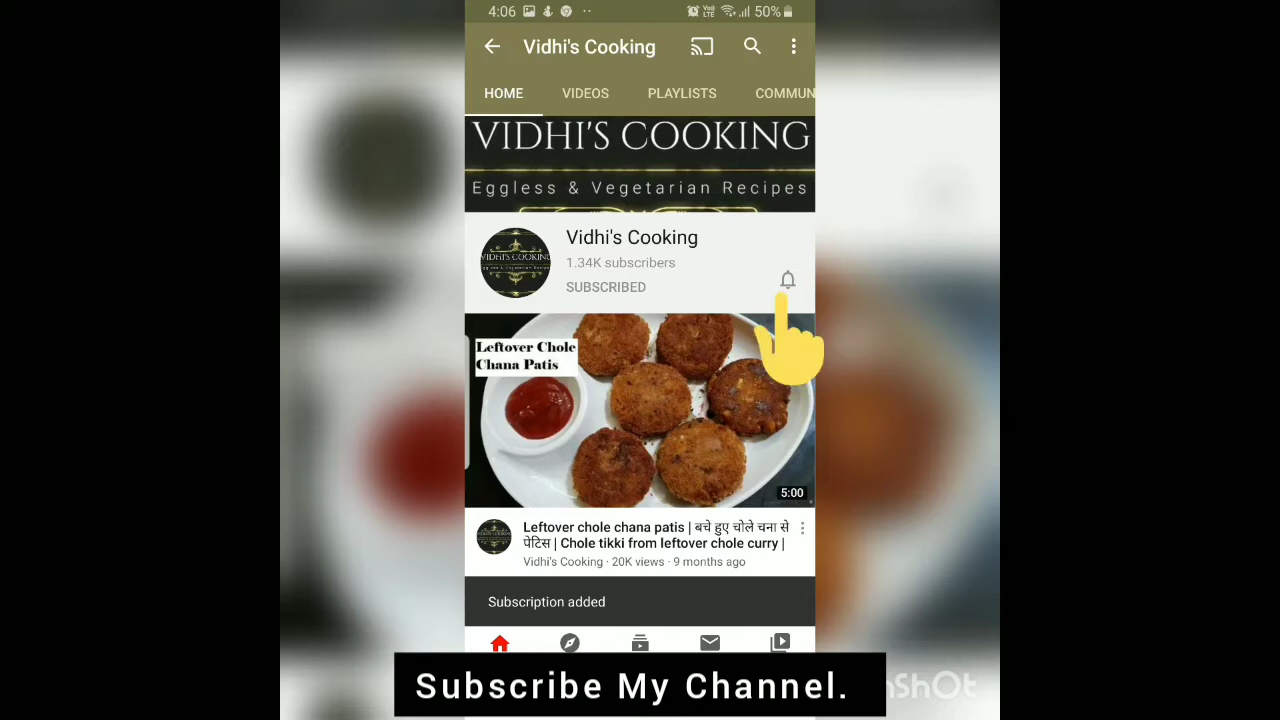 4:06
50%
Vidhi's Cooking
HOME VIDEOS PLAYLISTS COMMUN
VIDHI'S COOKING
Eggless & Vegetarian Recipes
VIDHI'S COOKING
Vidhi's Cooking
1.34K subscribers
SUBSCRIBED
Leftover Chole
Chana Patis
5:00
Leftover chole chana patis | बचे हुए चोले चना से
पेटिस | Chole tikki from leftover chole curry |
Vidhi's Cooking · 20K views · 9 months ago
Subscription added
Subscribe My Channel.